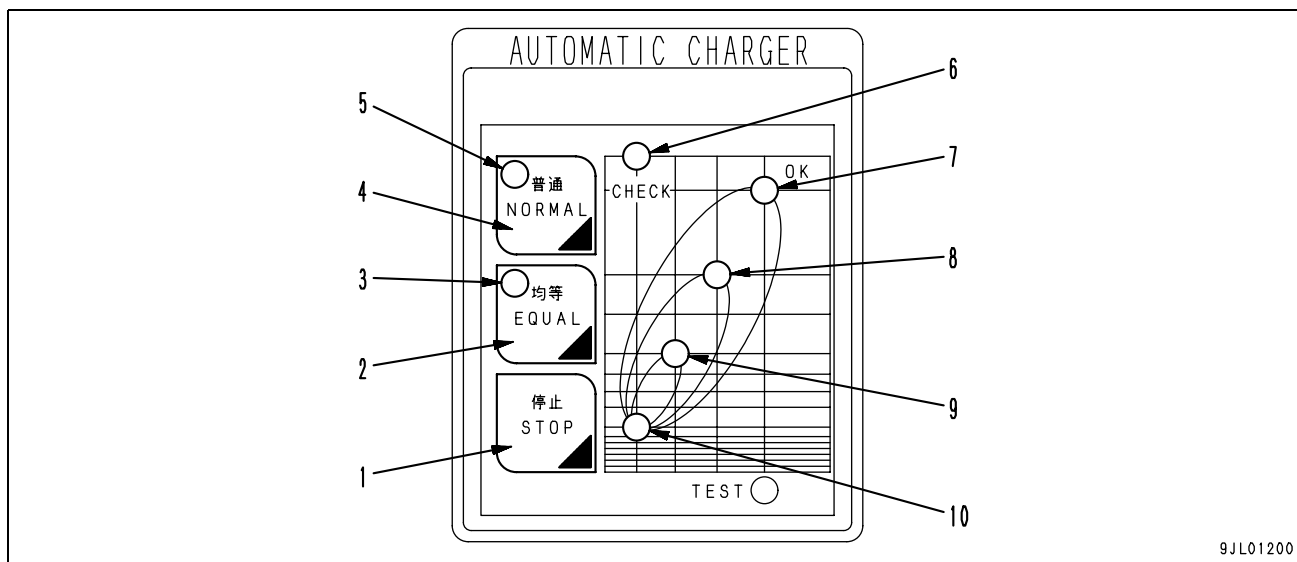 AUTOMATIC CHARGER
6
5
7
OK
普通
CHECK
4
NORMAL
8
3
均等
EQUAL
2
9
停止
STOP
1
TEST
10
9JL01200